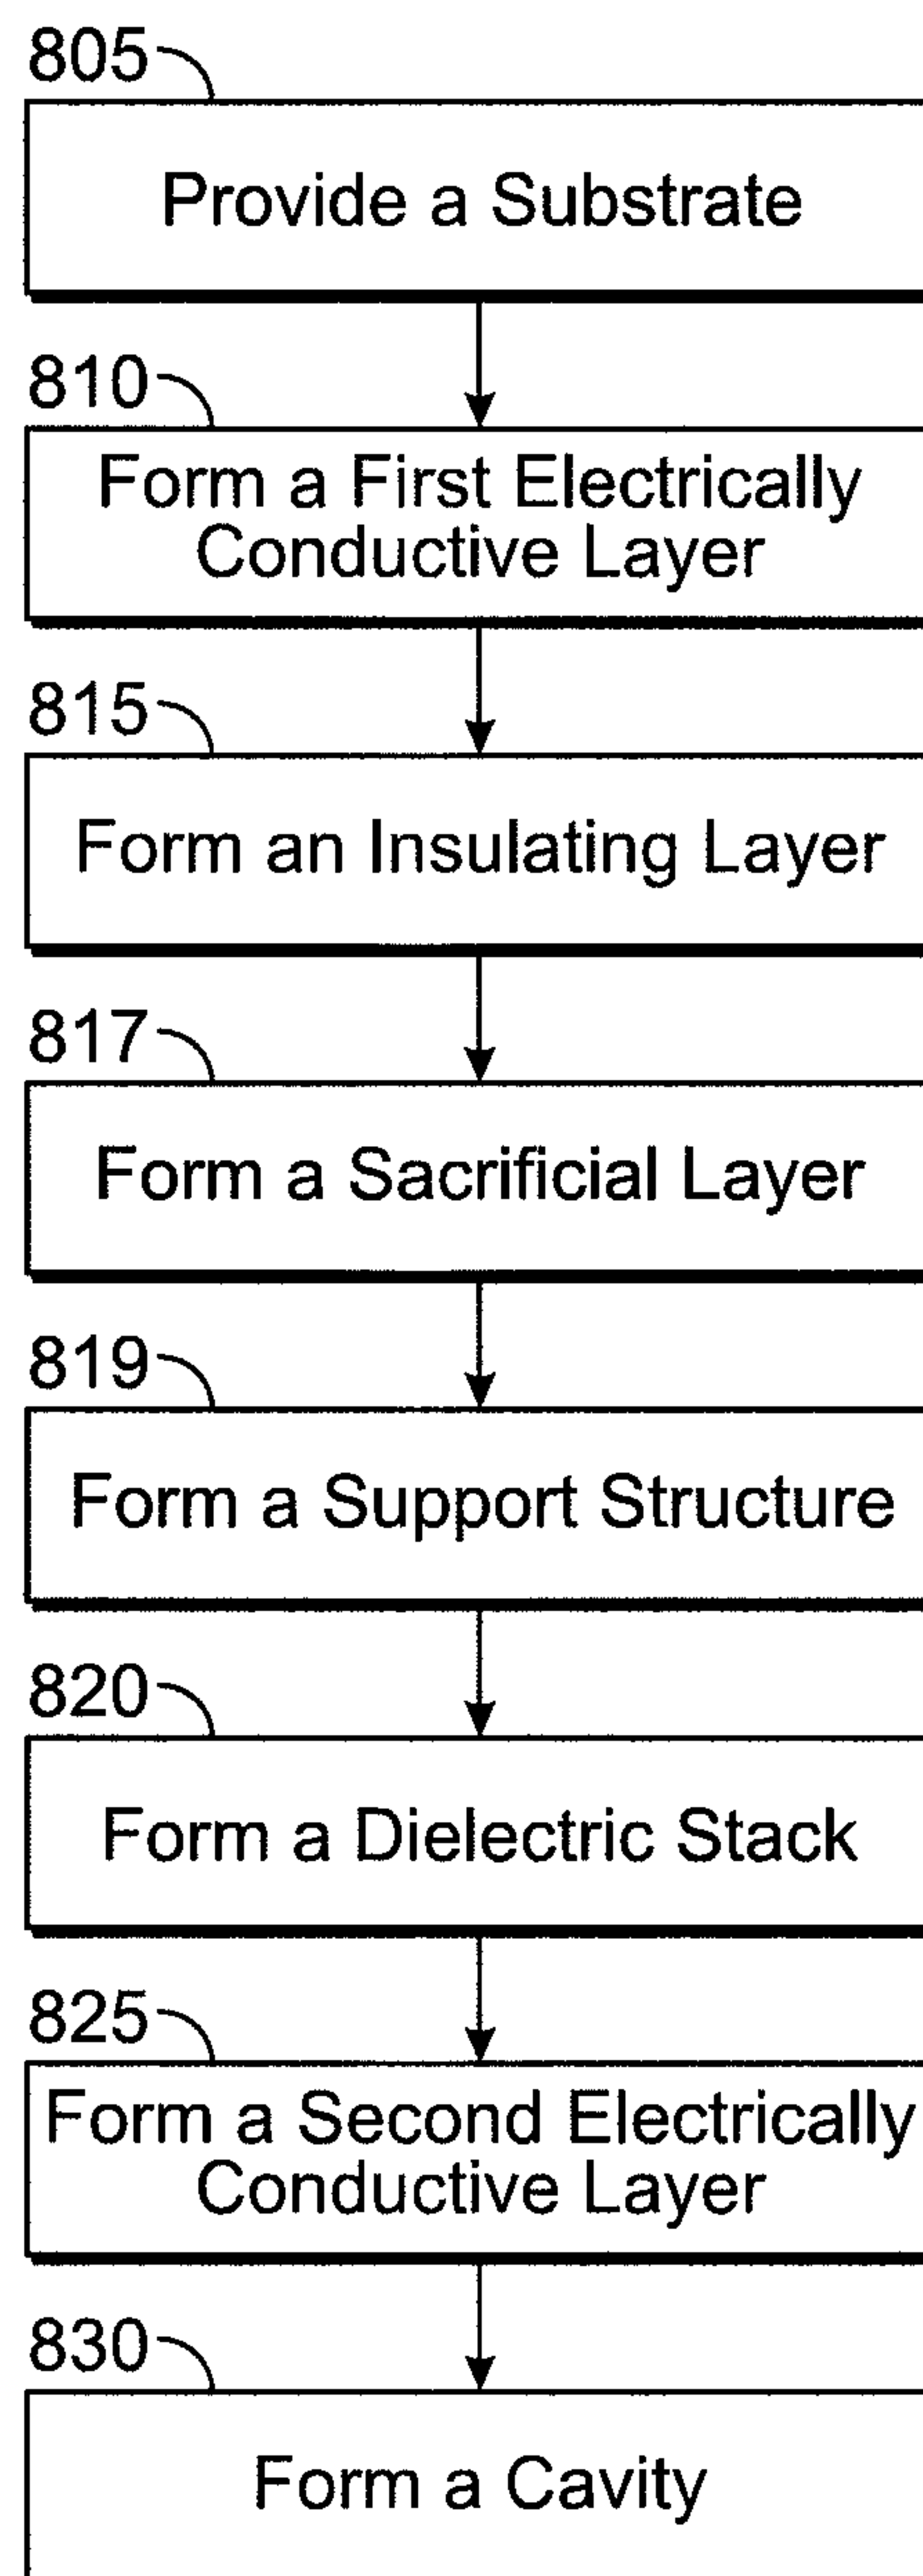 805
Provide a Substrate
810
Form a First Electrically
Conductive Layer
815
Form an Insulating Layer
817
Form a Sacrificial Layer
819
Form a Support Structure
820
Form a Dielectric Stack
825
Form a Second Electrically
Conductive Layer
830
Form a Cavity